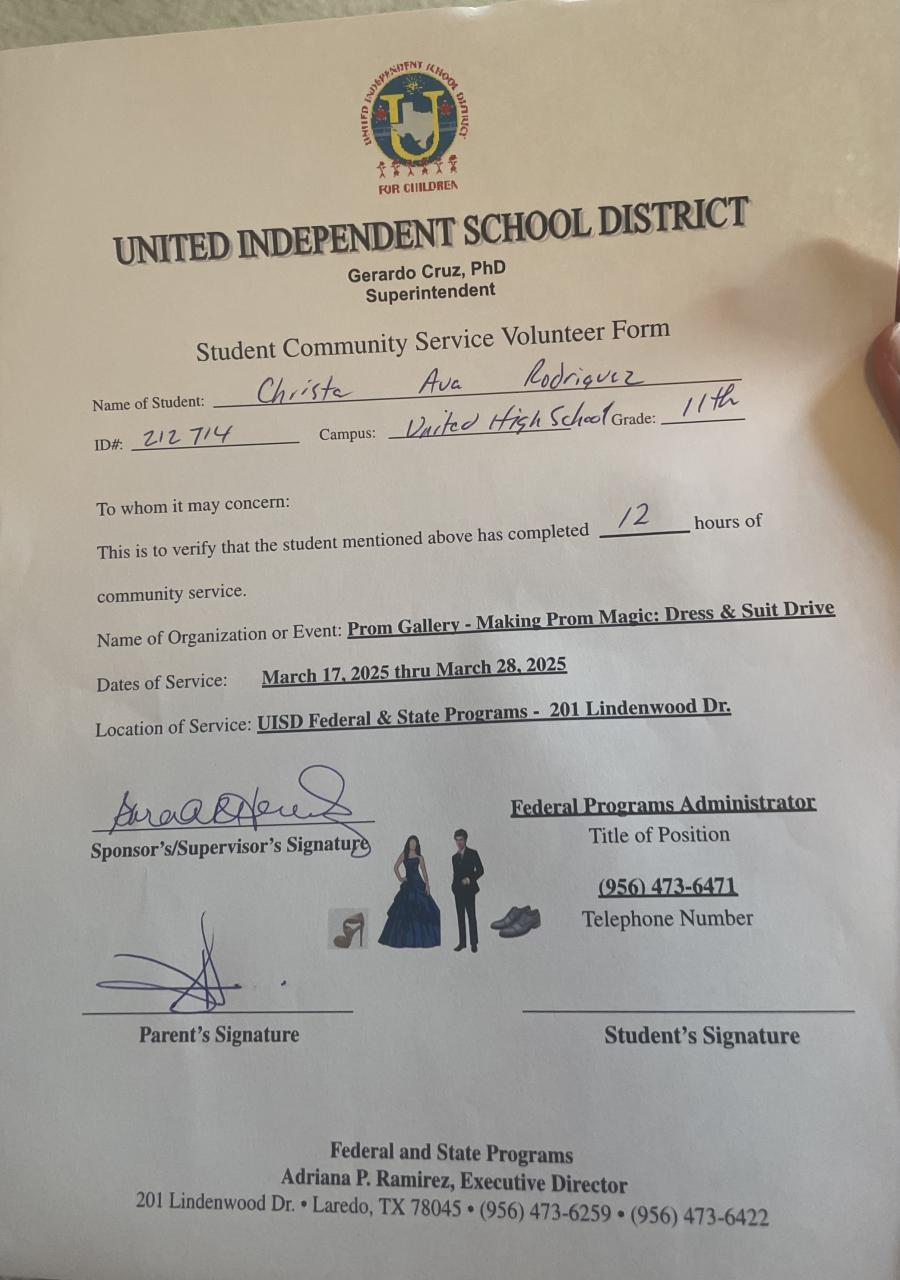 UNITED INDEPENDENT SCHOOL DISTRICT
U
FOR CHILDREN
UNITED INDEPENDENT SCHOOL DISTRICT
Gerardo Cruz, PhD
Superintendent
Student Community Service Volunteer Form
Name of Student: Christa Ava Rodriguez
ID#: 212714 Campus: United High School Grade: 11th
To whom it may concern:
This is to verify that the student mentioned above has completed 12 hours of
community service.
Name of Organization or Event: Prom Gallery - Making Prom Magic: Dress & Suit Drive
Dates of Service: March 17, 2025 thru March 28, 2025
Location of Service: UISD Federal & State Programs - 201 Lindenwood Dr.
Federal Programs Administrator
Sponsor's/Supervisor's Signature
Title of Position
(956) 473-6471
Telephone Number
Parent's Signature
Student's Signature
Federal and State Programs
Adriana P. Ramirez, Executive Director
201 Lindenwood Dr. • Laredo, TX 78045 • (956) 473-6259 • (956) 473-6422